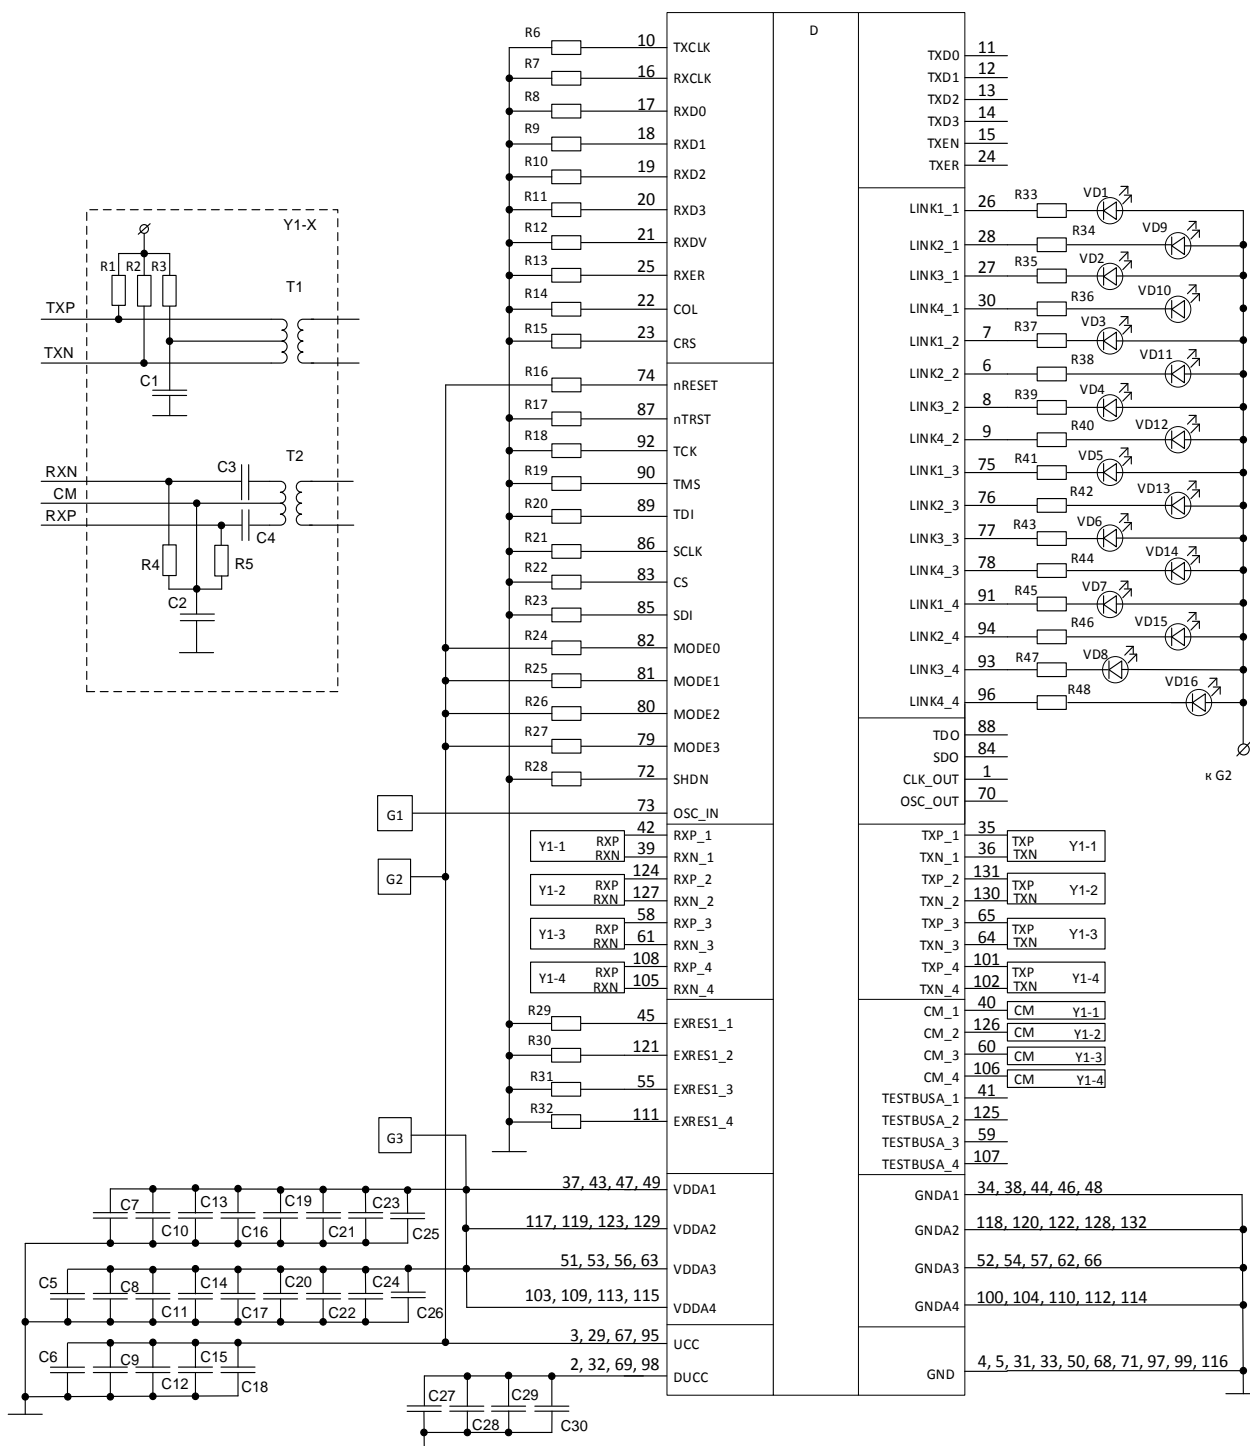 D
R6 10 TXCLK
R7 16 RXCLK
R8 17 RXD0
R9 18 RXD1
R10 19 RXD2
R11 20 RXD3
R12 21 RXDV
R13 25 RXER
R14 22 COL
R15 23 CRS
R16 74 nRESET
R17 87 nTRST
R18 92 TCK
R19 90 TMS
R20 89 TDI
R21 86 SCLK
R22 83 CS
R23 85 SDI
R24 82 MODE0
R25 81 MODE1
R26 80 MODE2
R27 79 MODE3
R28 72 SHDN
G1 73 OSC_IN
Y1-1 RXP 42 RXP_1
RXN 39 RXN_1
G2
Y1-2 RXP 124 RXP_2
RXN 127 RXN_2
Y1-3 RXP 58 RXP_3
RXN 61 RXN_3
Y1-4 RXP 108 RXP_4
RXN 105 RXN_4
R29 45 EXRES1_1
R30 121 EXRES1_2
R31 55 EXRES1_3
R32 111 EXRES1_4
G3
37, 43, 47, 49 VDDA1
117, 119, 123, 129 VDDA2
51, 53, 56, 63 VDDA3
103, 109, 113, 115 VDDA4
3, 29, 67, 95 UCC
2, 32, 69, 98 DUCC
TXD0 11
TXD1 12
TXD2 13
TXD3 14
TXEN 15
TXER 24
LINK1_1 26 R33 VD1
LINK2_1 28 R34 VD9
LINK3_1 27 R35 VD2
LINK4_1 30 R36 VD10
LINK1_2 7 R37 VD3
LINK2_2 6 R38 VD11
LINK3_2 8 R39 VD4
LINK4_2 9 R40 VD12
LINK1_3 75 R41 VD5
LINK2_3 76 R42 VD13
LINK3_3 77 R43 VD6
LINK4_3 78 R44 VD14
LINK1_4 91 R45 VD7
LINK2_4 94 R46 VD15
LINK3_4 93 R47 VD8
LINK4_4 96 R48 VD16
TDO 88
SDO 84
CLK_OUT 1
OSC_OUT 70
к G2
TXP_1 35 TXP Y1-1
TXN_1 36 TXN
TXP_2 131 TXP Y1-2
TXN_2 130 TXN
TXP_3 65 TXP Y1-3
TXN_3 64 TXN
TXP_4 101 TXP Y1-4
TXN_4 102 TXN
CM_1 40 CM Y1-1
CM_2 126 CM Y1-2
CM_3 60 CM Y1-3
CM_4 106 CM Y1-4
TESTBUSA_1 41
TESTBUSA_2 125
TESTBUSA_3 59
TESTBUSA_4 107
GNDA1 34, 38, 44, 46, 48
GNDA2 118, 120, 122, 128, 132
GNDA3 52, 54, 57, 62, 66
GNDA4 100, 104, 110, 112, 114
GND 4, 5, 31, 33, 50, 68, 71, 97, 99, 116
Y1-X
R1 R2 R3
T1
TXP
TXN
C1
T2
RXN C3
CM
RXP C4
R4 R5
C2
C7 C13 C19 C23
C10 C16 C21 C25
C5 C8 C14 C20 C24
C11 C17 C22 C26
C6 C9 C15
C12 C18
C27 C29
C28 C30